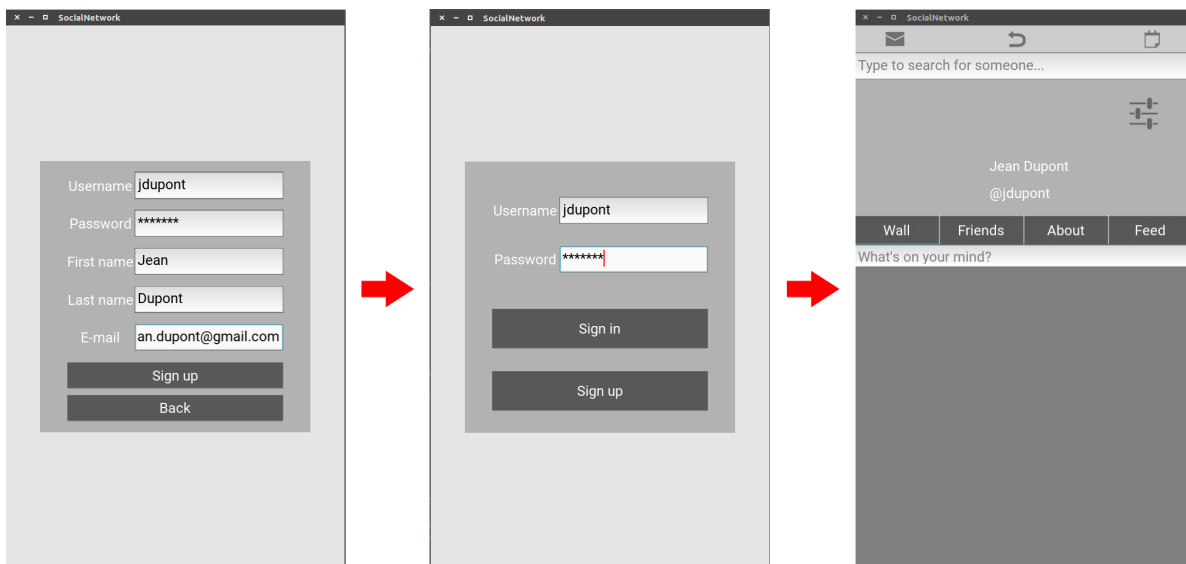 SocialNetwork
Username jdupont
Password *******
First name Jean
Last name Dupont
E-mail an.dupont@gmail.com
Sign up
Back
SocialNetwork
Username jdupont
Password *******
Sign in
Sign up
SocialNetwork
Type to search for someone...
Jean Dupont
@jdupont
Wall Friends About Feed
What's on your mind?